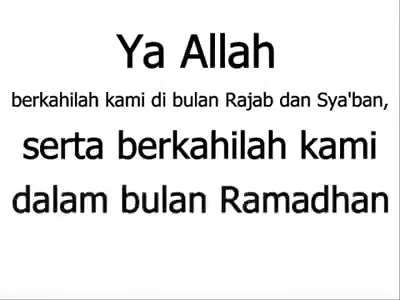 Ya Allah
berkahilah kami di bulan Rajab dan Sya'ban,
serta berkahilah kami
dalam bulan Ramadhan